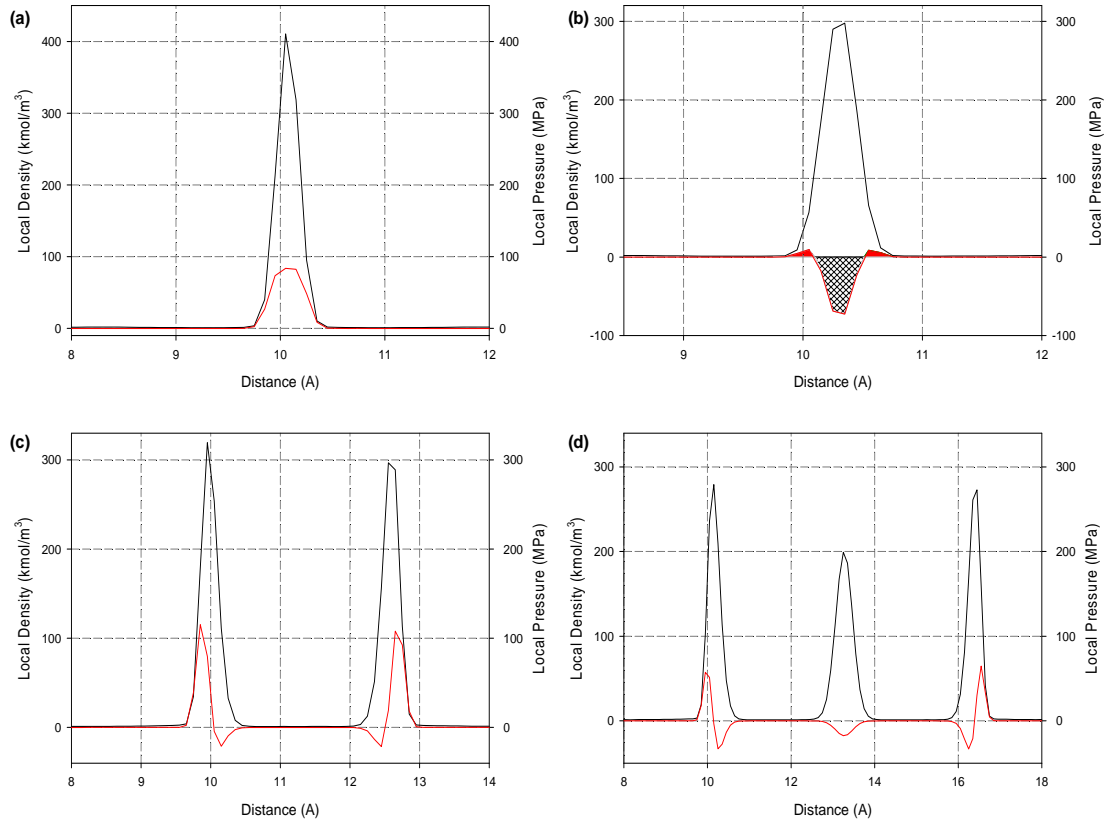 (a)
Local Density (kmol/m³)
400
300
200
100
0
8 9 10 11 12
Distance (A)
400
300
200
100
0
Local Pressure (MPa)
(b)
Local Density (kmol/m³)
300
200
100
0
-100
9 10 11 12
Distance (A)
300
200
100
0
-100
Local Pressure (MPa)
(c)
Local Density (kmol/m³)
300
200
100
0
8 9 10 11 12 13 14
Distance (A)
300
200
100
0
Local Pressure (MPa)
(d)
Local Density (kmol/m³)
300
200
100
0
8 10 12 14 16 18
Distance (A)
300
200
100
0
Local Pressure (MPa)